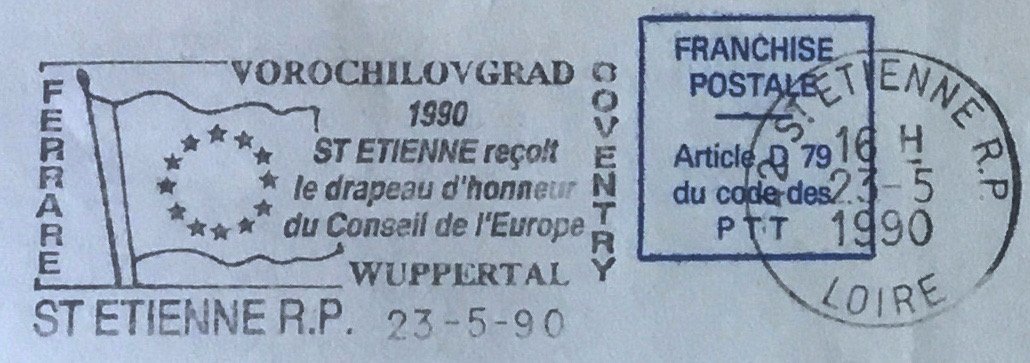 VOROCHILOVGRAD
1990
ST ETIENNE reçoit
le drapeau d'honneur
du Conseil de l'Europe
WUPPERTAL
FERRARE
COVENTRY
ST ETIENNE R.P. 23-5-90
FRANCHISE
POSTALE
Article D 79
du code des
PTT
ST ETIENNE R.P.
16 H
23-5
1990
LOIRE